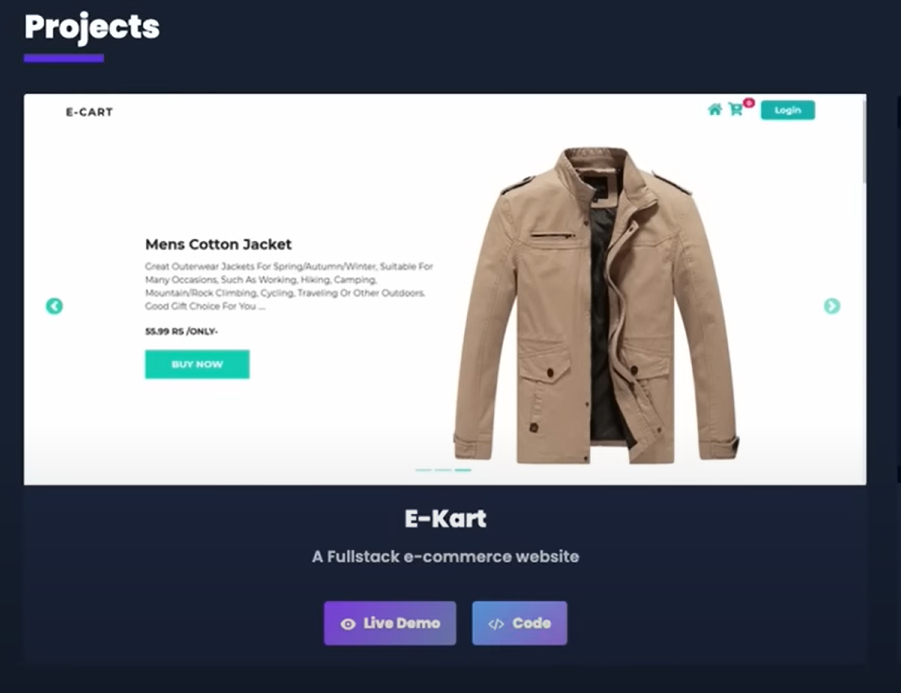 Projects
E-CART
0
Login
Mens Cotton Jacket
Great Outerwear Jackets For Spring/Autumn/Winter, Suitable For
Many Occasions, Such As Working, Hiking, Camping,
Mountain/Rock Climbing, Cycling, Traveling Or Other Outdoors.
Good Gift Choice For You ...
55.99 RS /ONLY-
BUY NOW
E-Kart
A Fullstack e-commerce website
Live Demo
</> Code